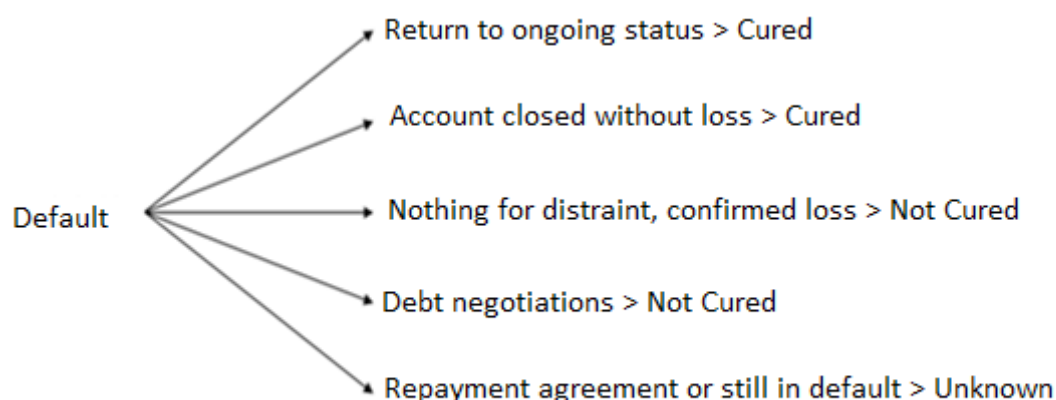 Return to ongoing status > Cured
Account closed without loss > Cured
Default
Nothing for distraint, confirmed loss > Not Cured
Debt negotiations > Not Cured
Repayment agreement or still in default > Unknown